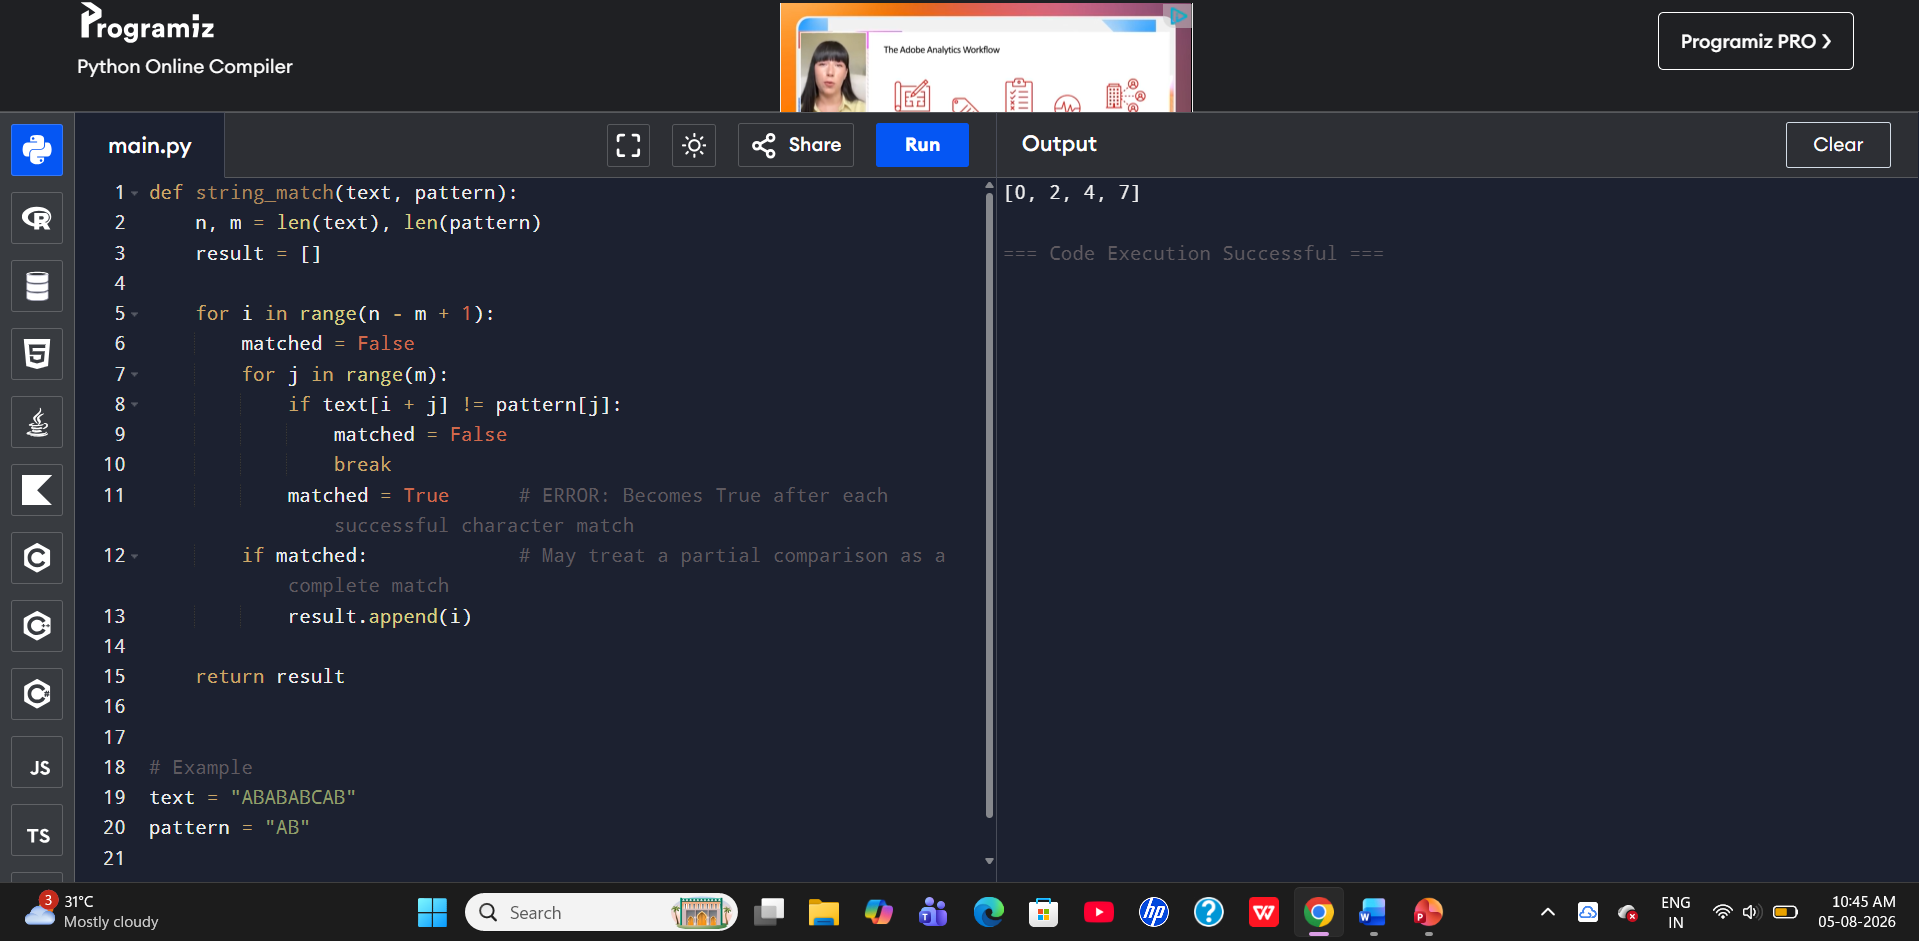 Programiz
Python Online Compiler
The Adobe Analytics Workflow
Programiz PRO ❯
main.py
Share
Run
Output
Clear
1 def string_match(text, pattern):
2     n, m = len(text), len(pattern)
3     result = []
4
5     for i in range(n - m + 1):
6         matched = False
7         for j in range(m):
8             if text[i + j] != pattern[j]:
9                 matched = False
10                 break
11             matched = True      # ERROR: Becomes True after each
successful character match
12         if matched:             # May treat a partial comparison as a
complete match
13             result.append(i)
14
15     return result
16
17
18 # Example
19 text = "ABABABCAB"
20 pattern = "AB"
21
[0, 2, 4, 7]
=== Code Execution Successful ===
JS
TS
3
31°C
Mostly cloudy
Search
ENG
IN
10:45 AM
05-08-2026